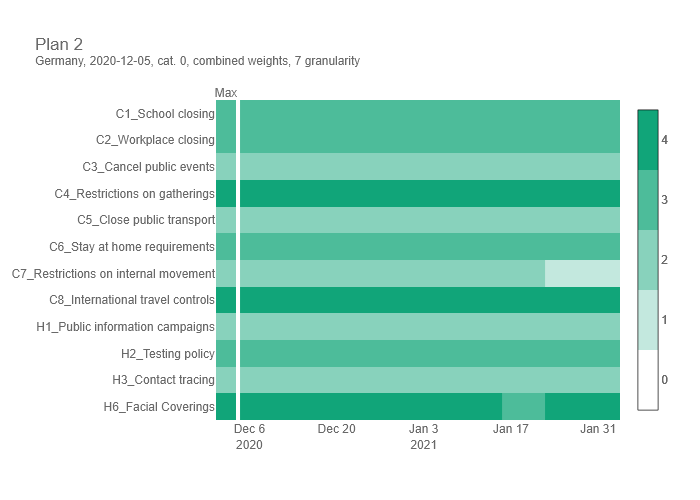 Plan 2
Germany, 2020-12-05, cat. 0, combined weights, 7 granularity
Max
C1_School closing
C2_Workplace closing
C3_Cancel public events
C4_Restrictions on gatherings
C5_Close public transport
C6_Stay at home requirements
C7_Restrictions on internal movement
C8_International travel controls
H1_Public information campaigns
H2_Testing policy
H3_Contact tracing
H6_Facial Coverings
4
3
2
1
0
Dec 6 Dec 20 Jan 3 Jan 17 Jan 31
2020 2021